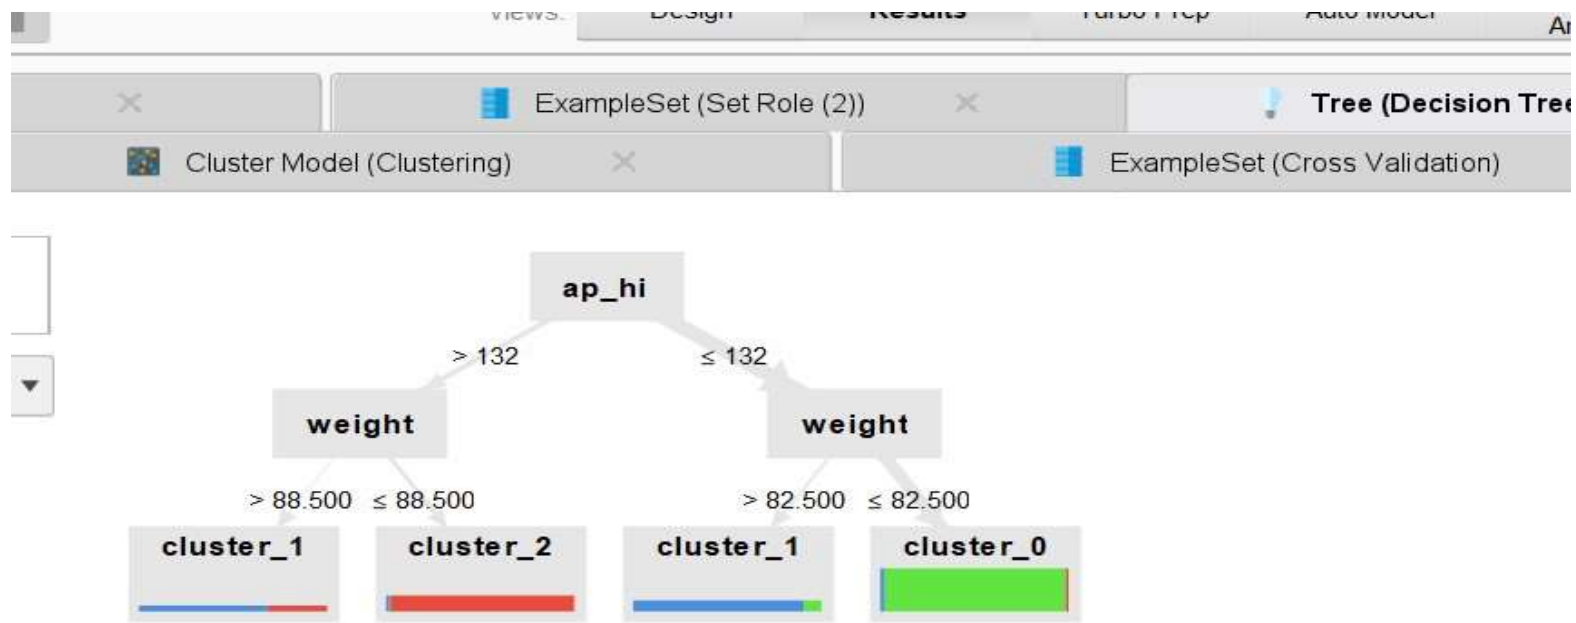 Views: Design Results Turbo Prep Auto Model
ExampleSet (Set Role (2)) Tree (Decision Tree
Cluster Model (Clustering) ExampleSet (Cross Validation)
ap_hi
> 132 ≤ 132
weight weight
> 88.500 ≤ 88.500 > 82.500 ≤ 82.500
cluster_1 cluster_2 cluster_1 cluster_0